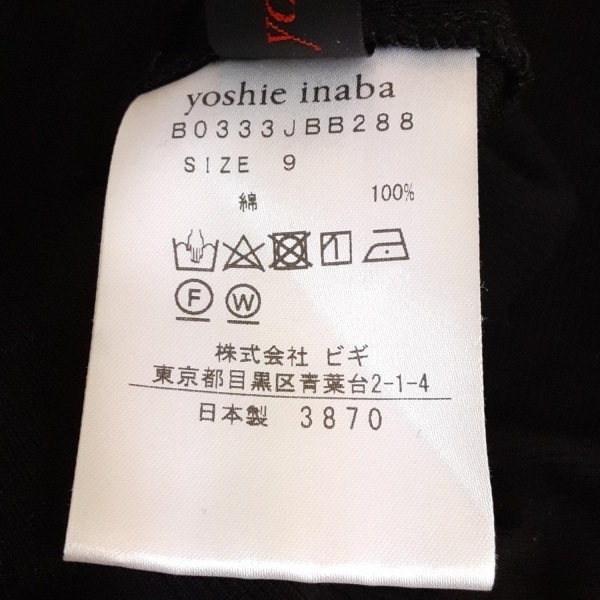 yo
yoshie inaba
B0333JBB288
SIZE 9
綿 100%
F W
株式会社 ビギ
東京都目黒区青葉台2-1-4
日本製 3870